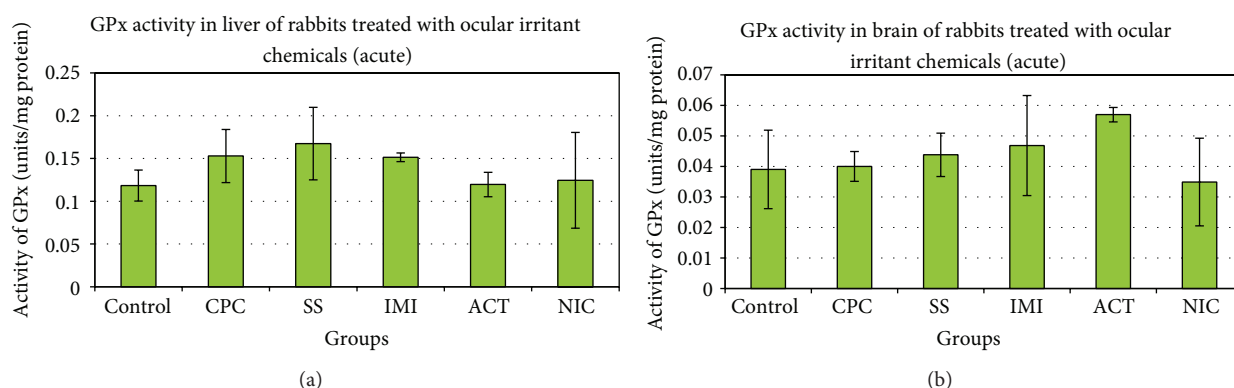 GPx activity in liver of rabbits treated with ocular irritant
chemicals (acute)
Activity of GPx (units/mg protein)
0.25
0.2
0.15
0.1
0.05
0
Control CPC SS IMI ACT NIC
Groups
(a)
GPx activity in brain of rabbits treated with ocular
irritant chemicals (acute)
Activity of GPx (units/mg protein)
0.07
0.06
0.05
0.04
0.03
0.02
0.01
0
Control CPC SS IMI ACT NIC
Groups
(b)